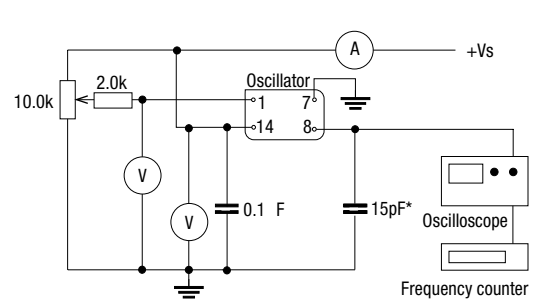 A
+Vs
2.0k
Oscillator
10.0k
1
7
14
8
V
V
0.1 F
15pF*
Oscilloscope
Frequency counter